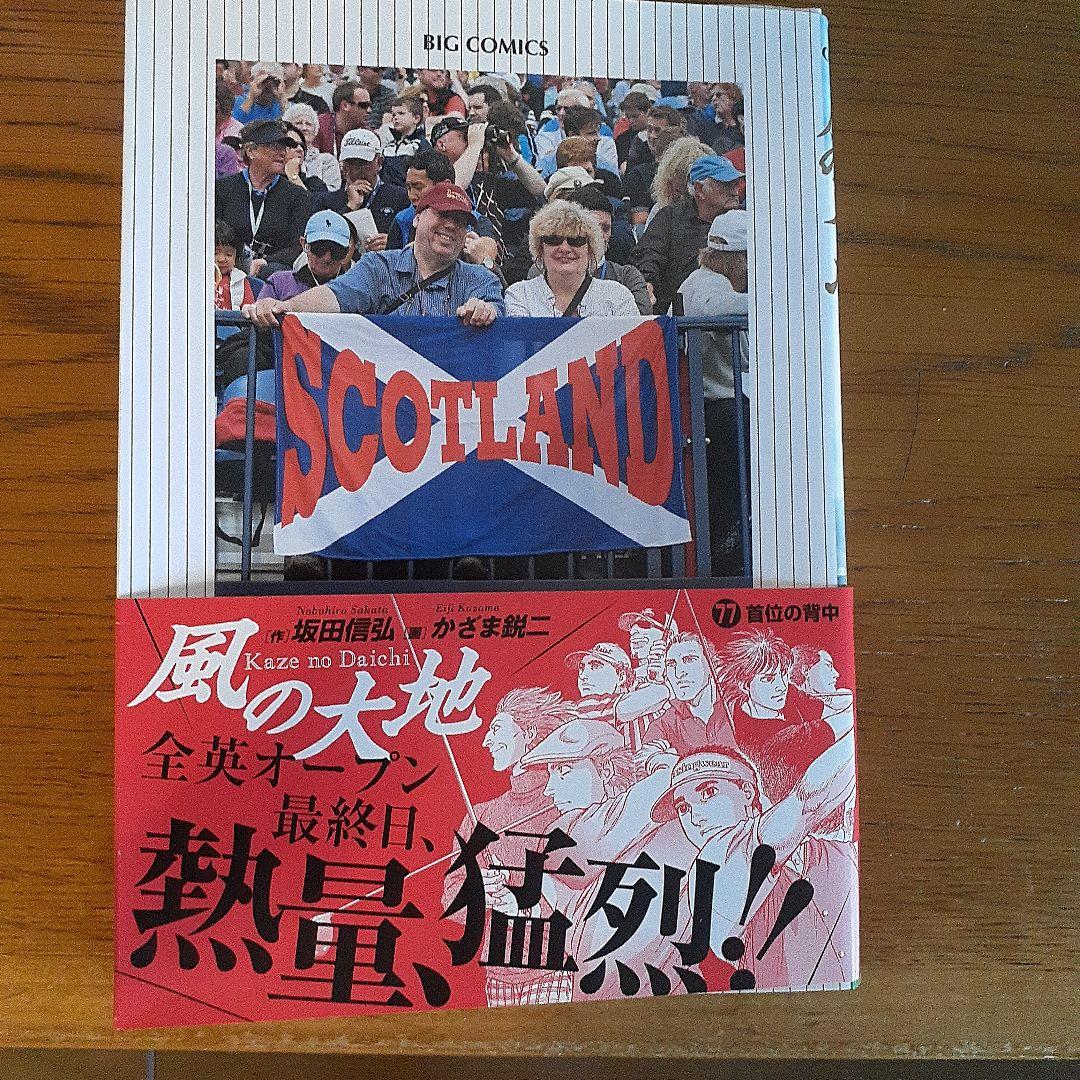 BIG COMICS
Titleist
SCOTLAND
Nobuhiro Sakata Eiji Kazama
[作]坂田信弘 [画]かざま鋭二
77 首位の背中
風の大地
Kaze no Daichi
全英オープン
最終日、
熱量、猛烈!!